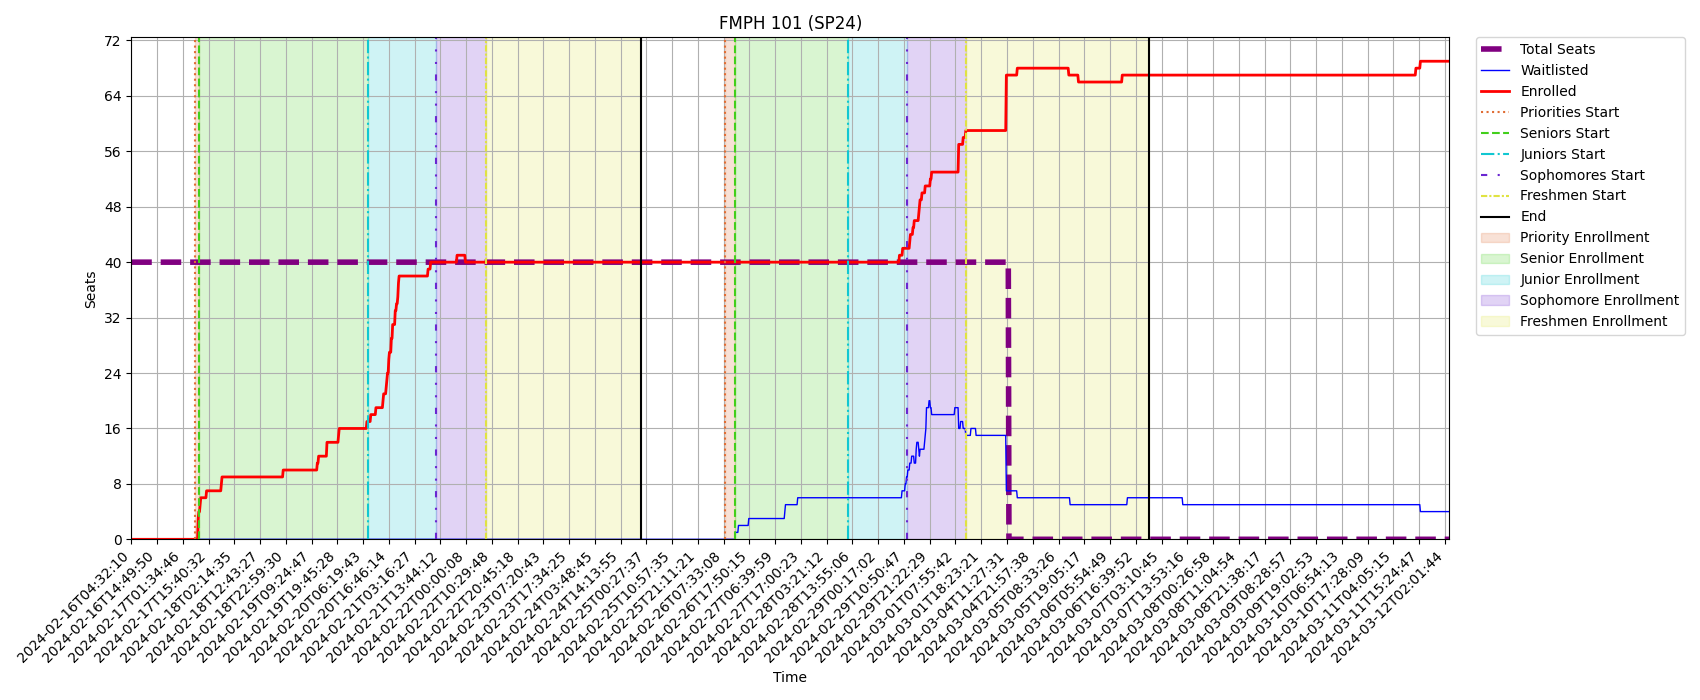 FMPH 101 (SP24)
72
64
56
48
40
32
24
16
8
0
Seats
2024-02-16T04:32:10
2024-02-16T14:49:50
2024-02-17T01:34:46
2024-02-17T15:40:32
2024-02-18T02:14:35
2024-02-18T12:43:27
2024-02-18T22:59:30
2024-02-19T09:24:47
2024-02-19T19:45:28
2024-02-20T06:19:43
2024-02-20T16:46:14
2024-02-21T03:16:27
2024-02-21T13:44:12
2024-02-22T00:00:08
2024-02-22T10:29:48
2024-02-22T20:45:18
2024-02-23T07:20:43
2024-02-23T17:34:25
2024-02-24T03:48:45
2024-02-24T14:13:55
2024-02-25T00:27:37
2024-02-25T10:57:35
2024-02-25T21:11:21
2024-02-26T07:33:08
2024-02-26T17:50:15
2024-02-27T06:39:59
2024-02-27T17:00:23
2024-02-28T03:21:12
2024-02-28T13:55:06
2024-02-29T00:17:02
2024-02-29T10:50:47
2024-02-29T21:22:29
2024-03-01T07:55:42
2024-03-01T18:23:21
2024-03-04T11:27:31
2024-03-04T21:57:38
2024-03-05T08:33:26
2024-03-05T19:05:17
2024-03-06T05:54:49
2024-03-06T16:39:52
2024-03-07T03:10:45
2024-03-07T13:53:16
2024-03-08T00:26:58
2024-03-08T11:04:54
2024-03-08T21:38:17
2024-03-09T08:28:57
2024-03-09T19:02:53
2024-03-10T06:54:13
2024-03-10T17:28:09
2024-03-11T04:05:15
2024-03-11T15:24:47
2024-03-12T02:01:44
Time
Total Seats
Waitlisted
Enrolled
Priorities Start
Seniors Start
Juniors Start
Sophomores Start
Freshmen Start
End
Priority Enrollment
Senior Enrollment
Junior Enrollment
Sophomore Enrollment
Freshmen Enrollment